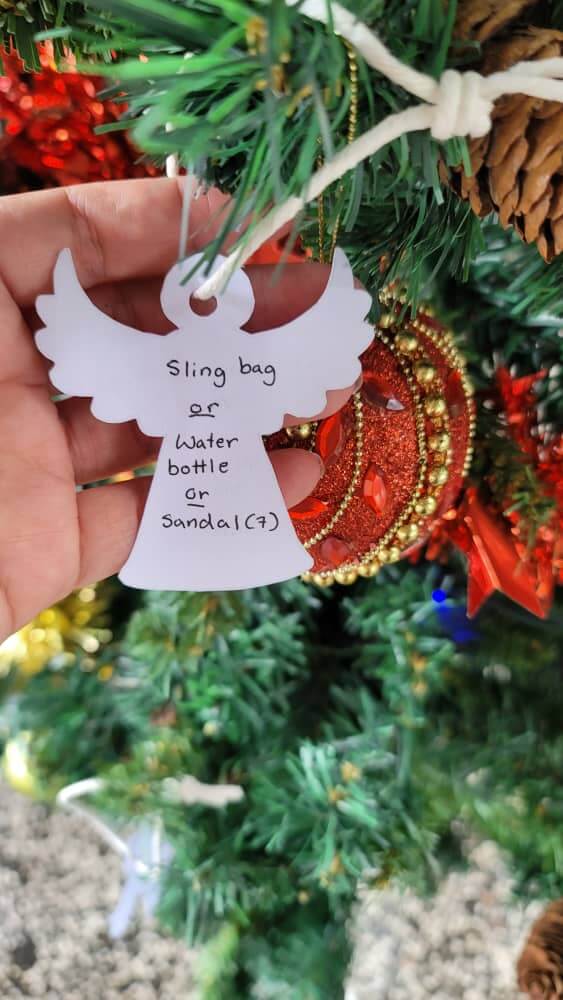 Sling bag
or
Water
bottle
or
Sandal (7)